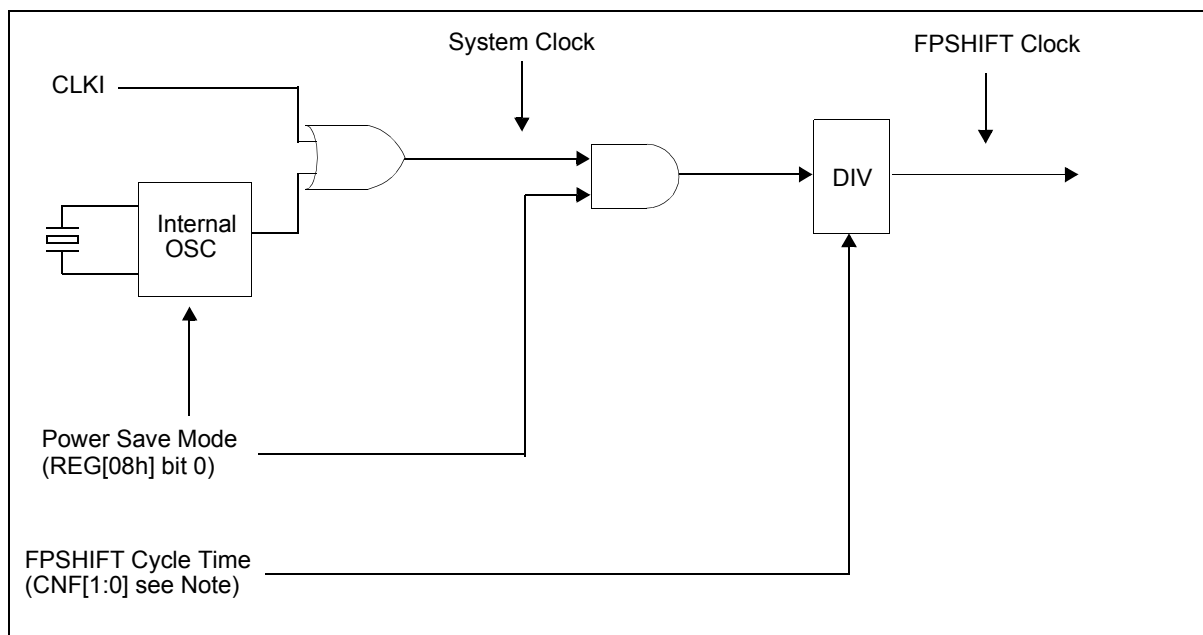 System Clock
FPSHIFT Clock
CLKI
Internal
OSC
DIV
Power Save Mode
(REG[08h] bit 0)
FPSHIFT Cycle Time
(CNF[1:0] see Note)